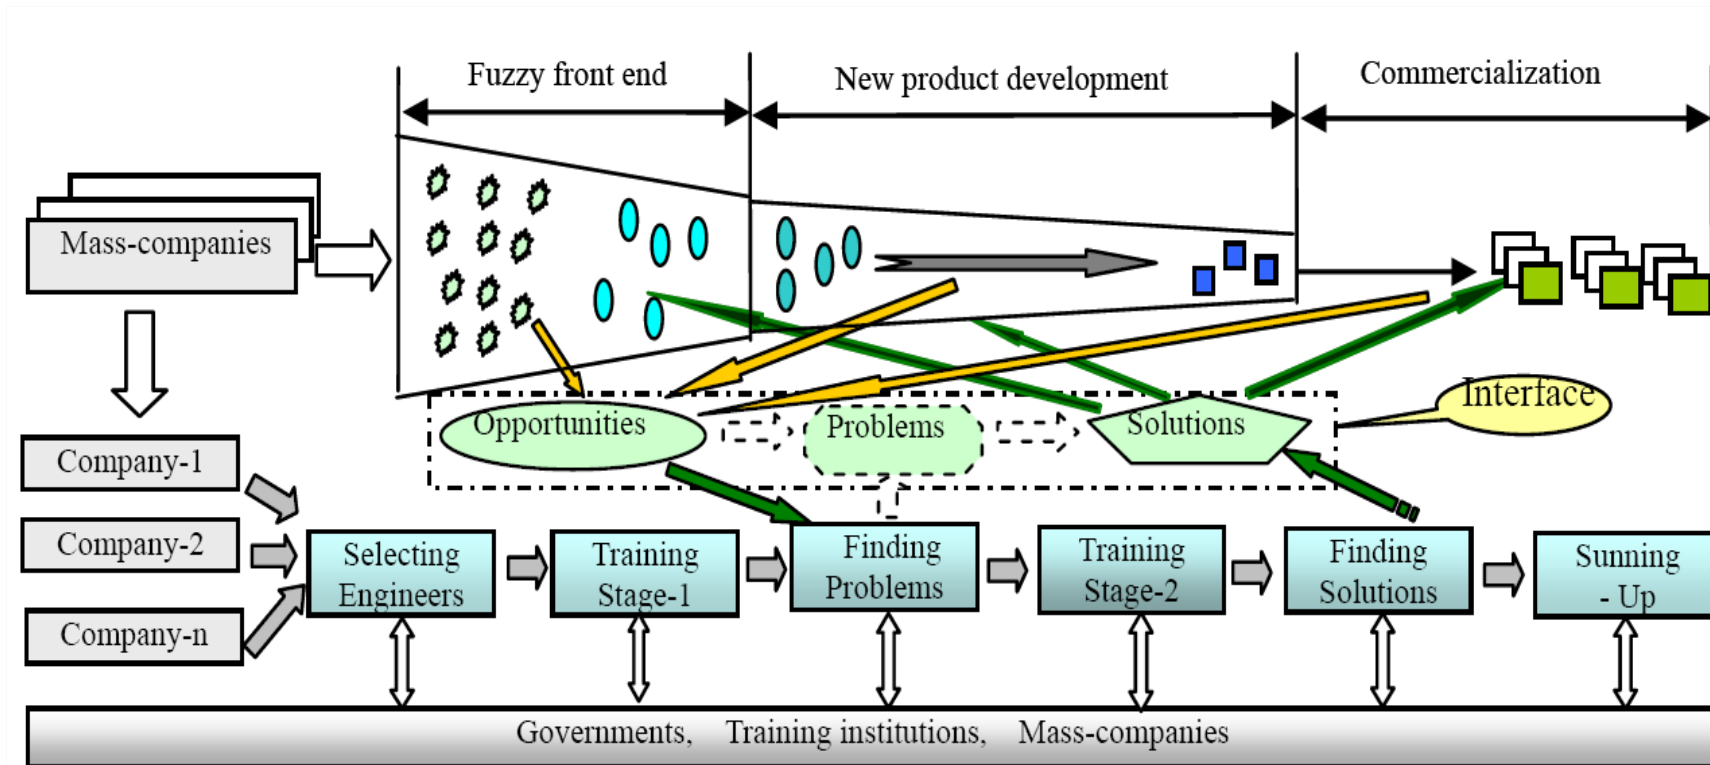 Fuzzy front end
New product development
Commercialization
Mass-companies
Interface
Opportunities
Problems
Solutions
Company-1
Company-2
Company-n
Selecting
Engineers
Training
Stage-1
Finding
Problems
Training
Stage-2
Finding
Solutions
Sunning
- Up
Governments, Training institutions, Mass-companies